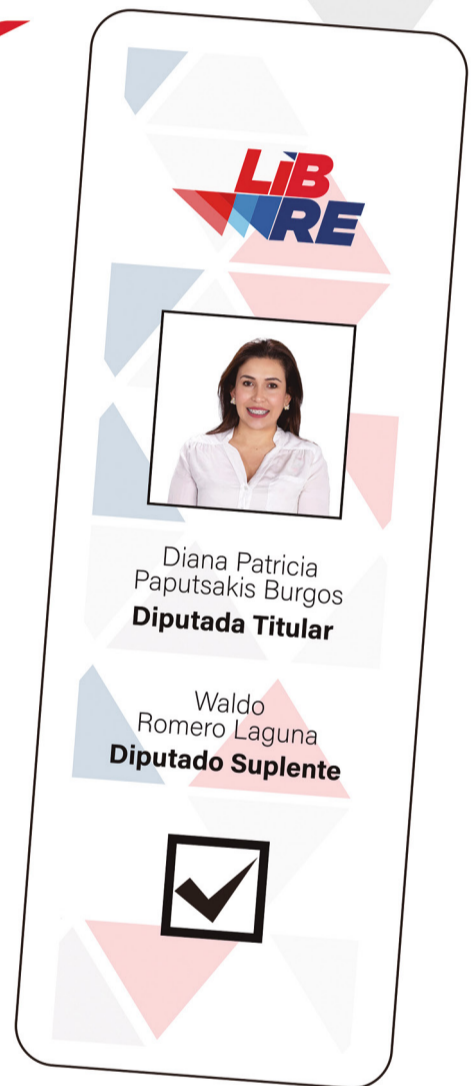 LiB
RE
Diana Patricia
Paputsakis Burgos
Diputada Titular
Waldo
Romero Laguna
Diputado Suplente